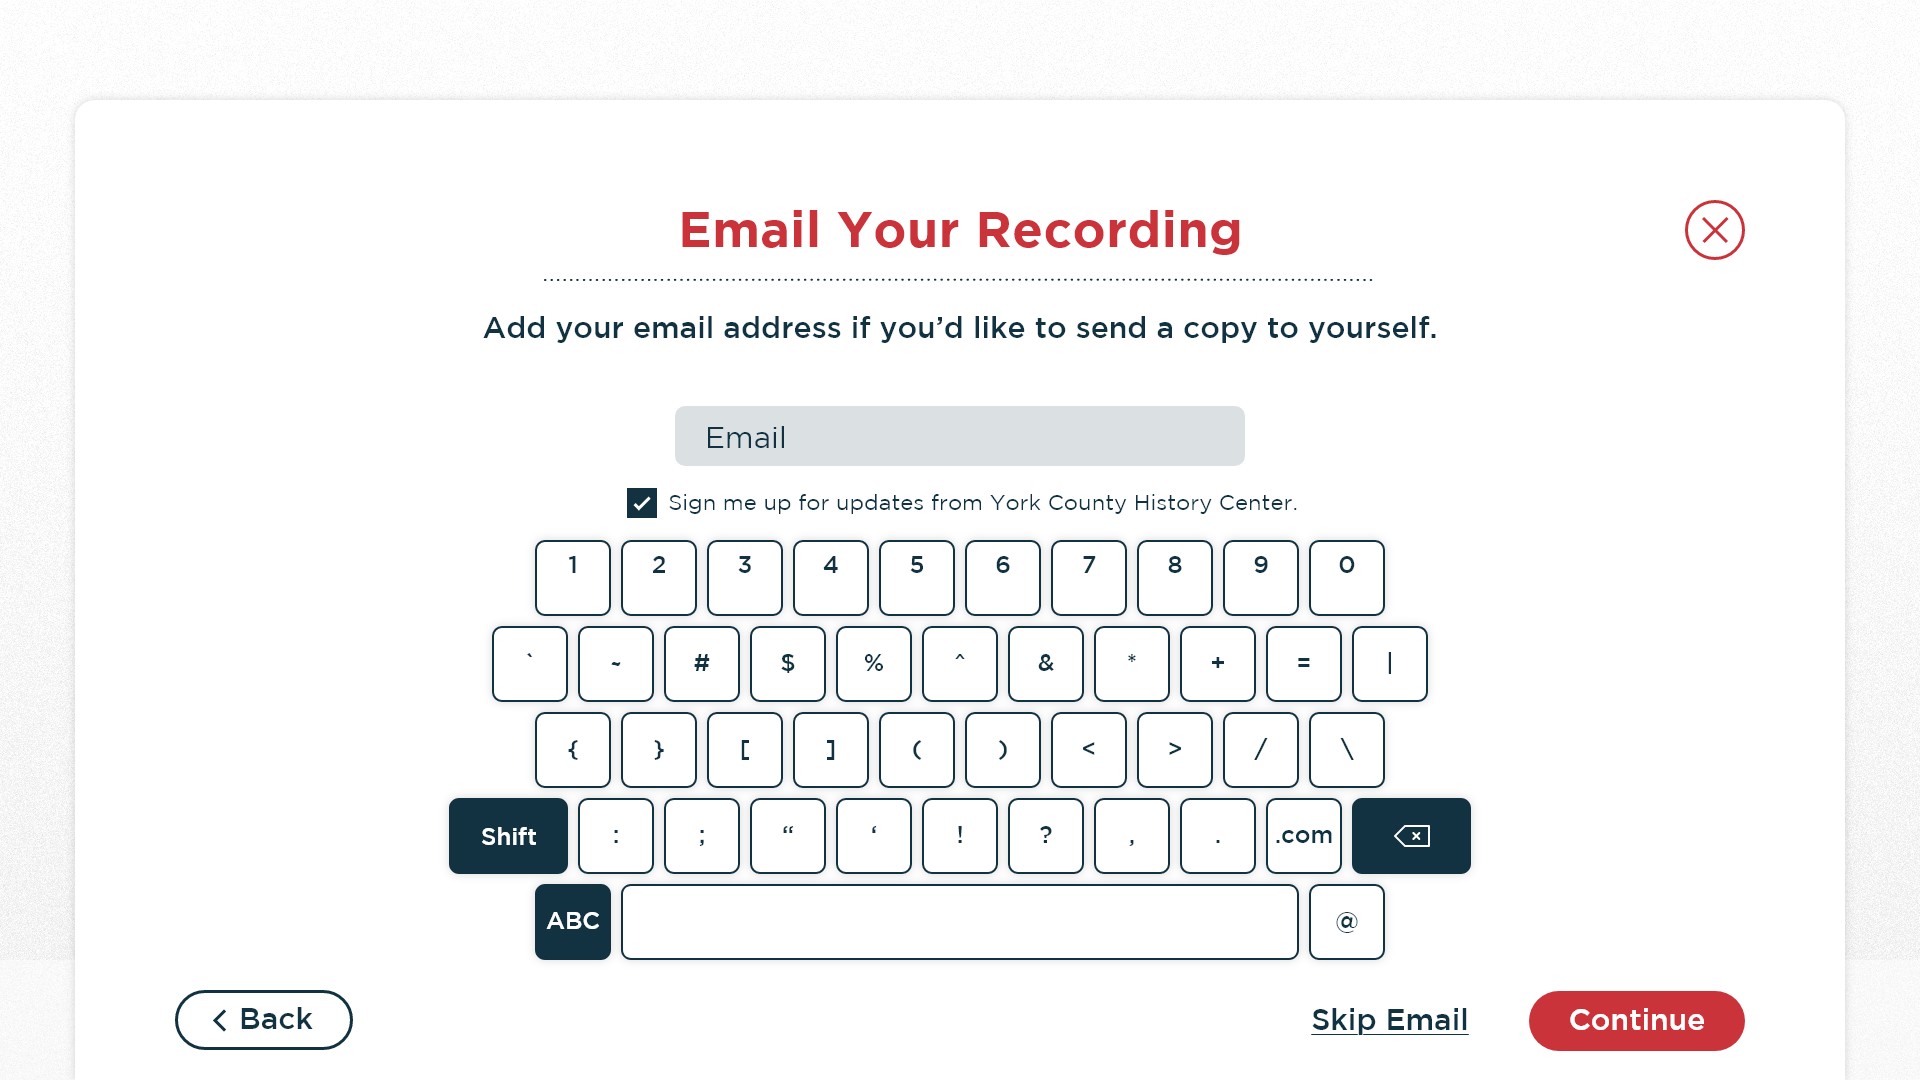 Email Your Recording
Add your email address if you’d like to send a copy to yourself.
Email
Sign me up for updates from York County History Center.
1 2 3 4 5 6 7 8 9 0
` ~ # $ % ^ & * + = |
{ } [ ] ( ) < > / \
Shift : ; “ ‘ ! ? , . .com
ABC @
Back Skip Email Continue